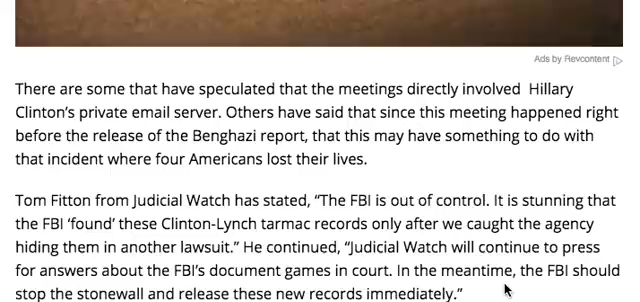 Ads by Revcontent
There are some that have speculated that the meetings directly involved Hillary
Clinton's private email server. Others have said that since this meeting happened right
before the release of the Benghazi report, that this may have something to do with
that incident where four Americans lost their lives.
Tom Fitton from Judicial Watch has stated, “The FBI is out of control. It is stunning that
the FBI ‘found’ these Clinton-Lynch tarmac records only after we caught the agency
hiding them in another lawsuit.” He continued, “Judicial Watch will continue to press
for answers about the FBI’s document games in court. In the meantime, the FBI should
stop the stonewall and release these new records immediately.”